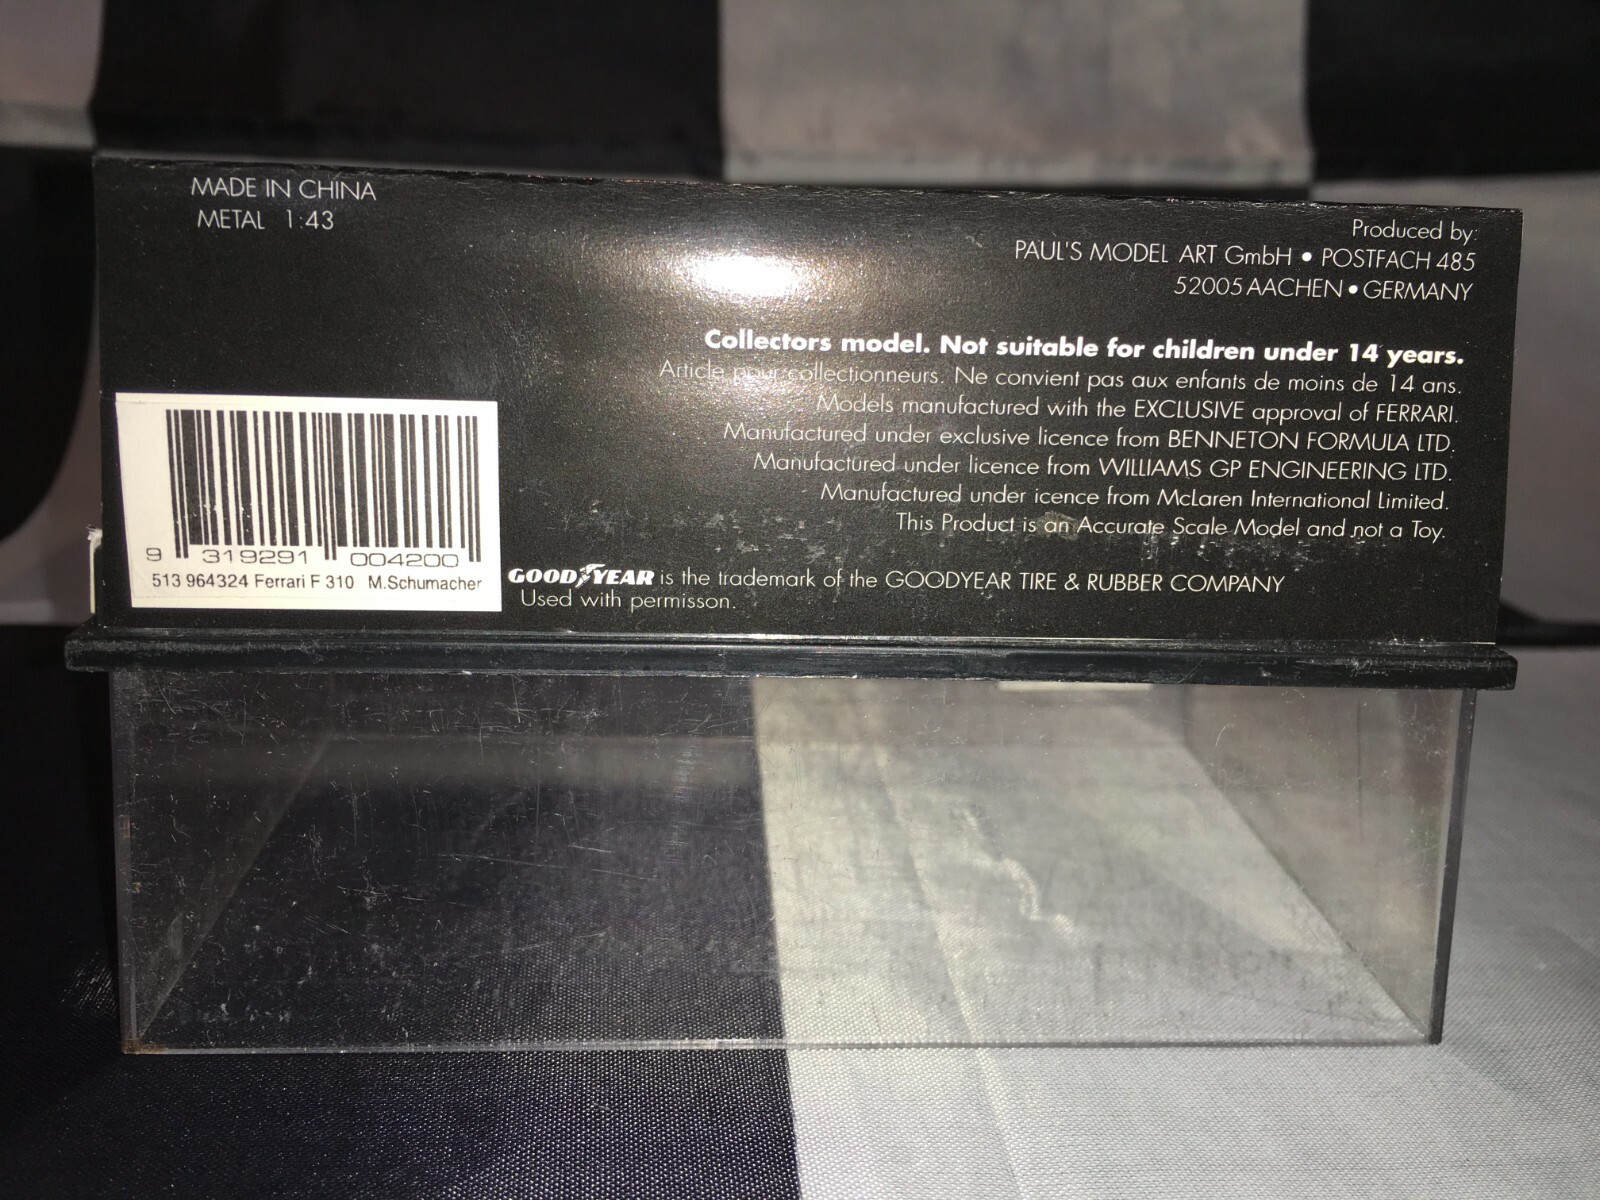 MADE IN CHINA
METAL 1:43
Produced by:
PAUL'S MODEL ART GmbH • POSTFACH 485
52005 AACHEN • GERMANY
Collectors model. Not suitable for children under 14 years.
Article pour collectionneurs. Ne convient pas aux enfants de moins de 14 ans.
Models manufactured with the EXCLUSIVE approval of FERRARI.
Manufactured under exclusive licence from BENNETON FORMULA LTD.
Manufactured under licence from WILLIAMS GP ENGINEERING LTD.
Manufactured under icence from McLaren International Limited.
This Product is an Accurate Scale Model and not a Toy.
9 319291 004200
513 964324 Ferrari F 310 M.Schumacher
GOODYEAR is the trademark of the GOODYEAR TIRE & RUBBER COMPANY
Used with permisson.